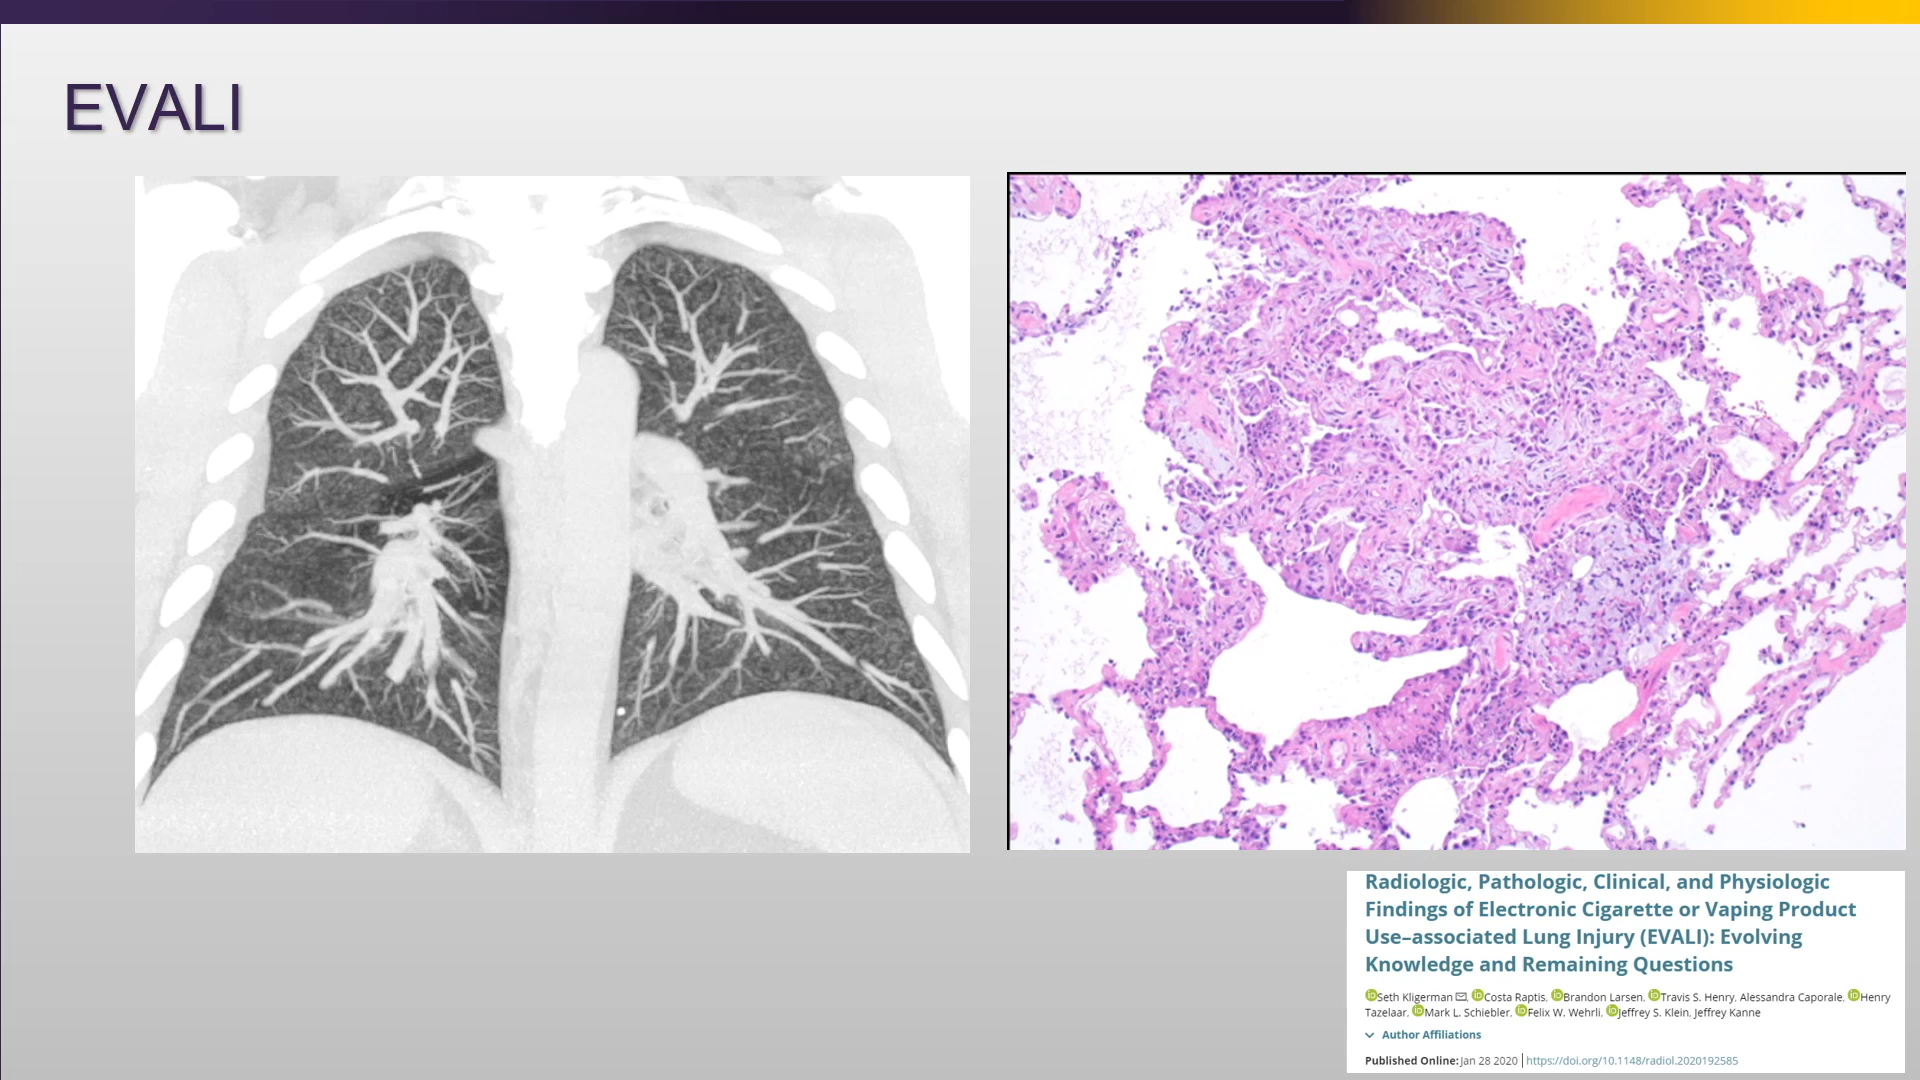 EVALI
Radiologic, Pathologic, Clinical, and Physiologic
Findings of Electronic Cigarette or Vaping Product
Use–associated Lung Injury (EVALI): Evolving
Knowledge and Remaining Questions
Seth Kligerman, Costa Raptis, Brandon Larsen, Travis S. Henry, Alessandra Caporale, Henry
Tazelaar, Mark L. Schiebler, Felix W. Wehrli, Jeffrey S. Klein, Jeffrey Kanne
Author Affiliations
Published Online: Jan 28 2020 | https://doi.org/10.1148/radiol.2020192585